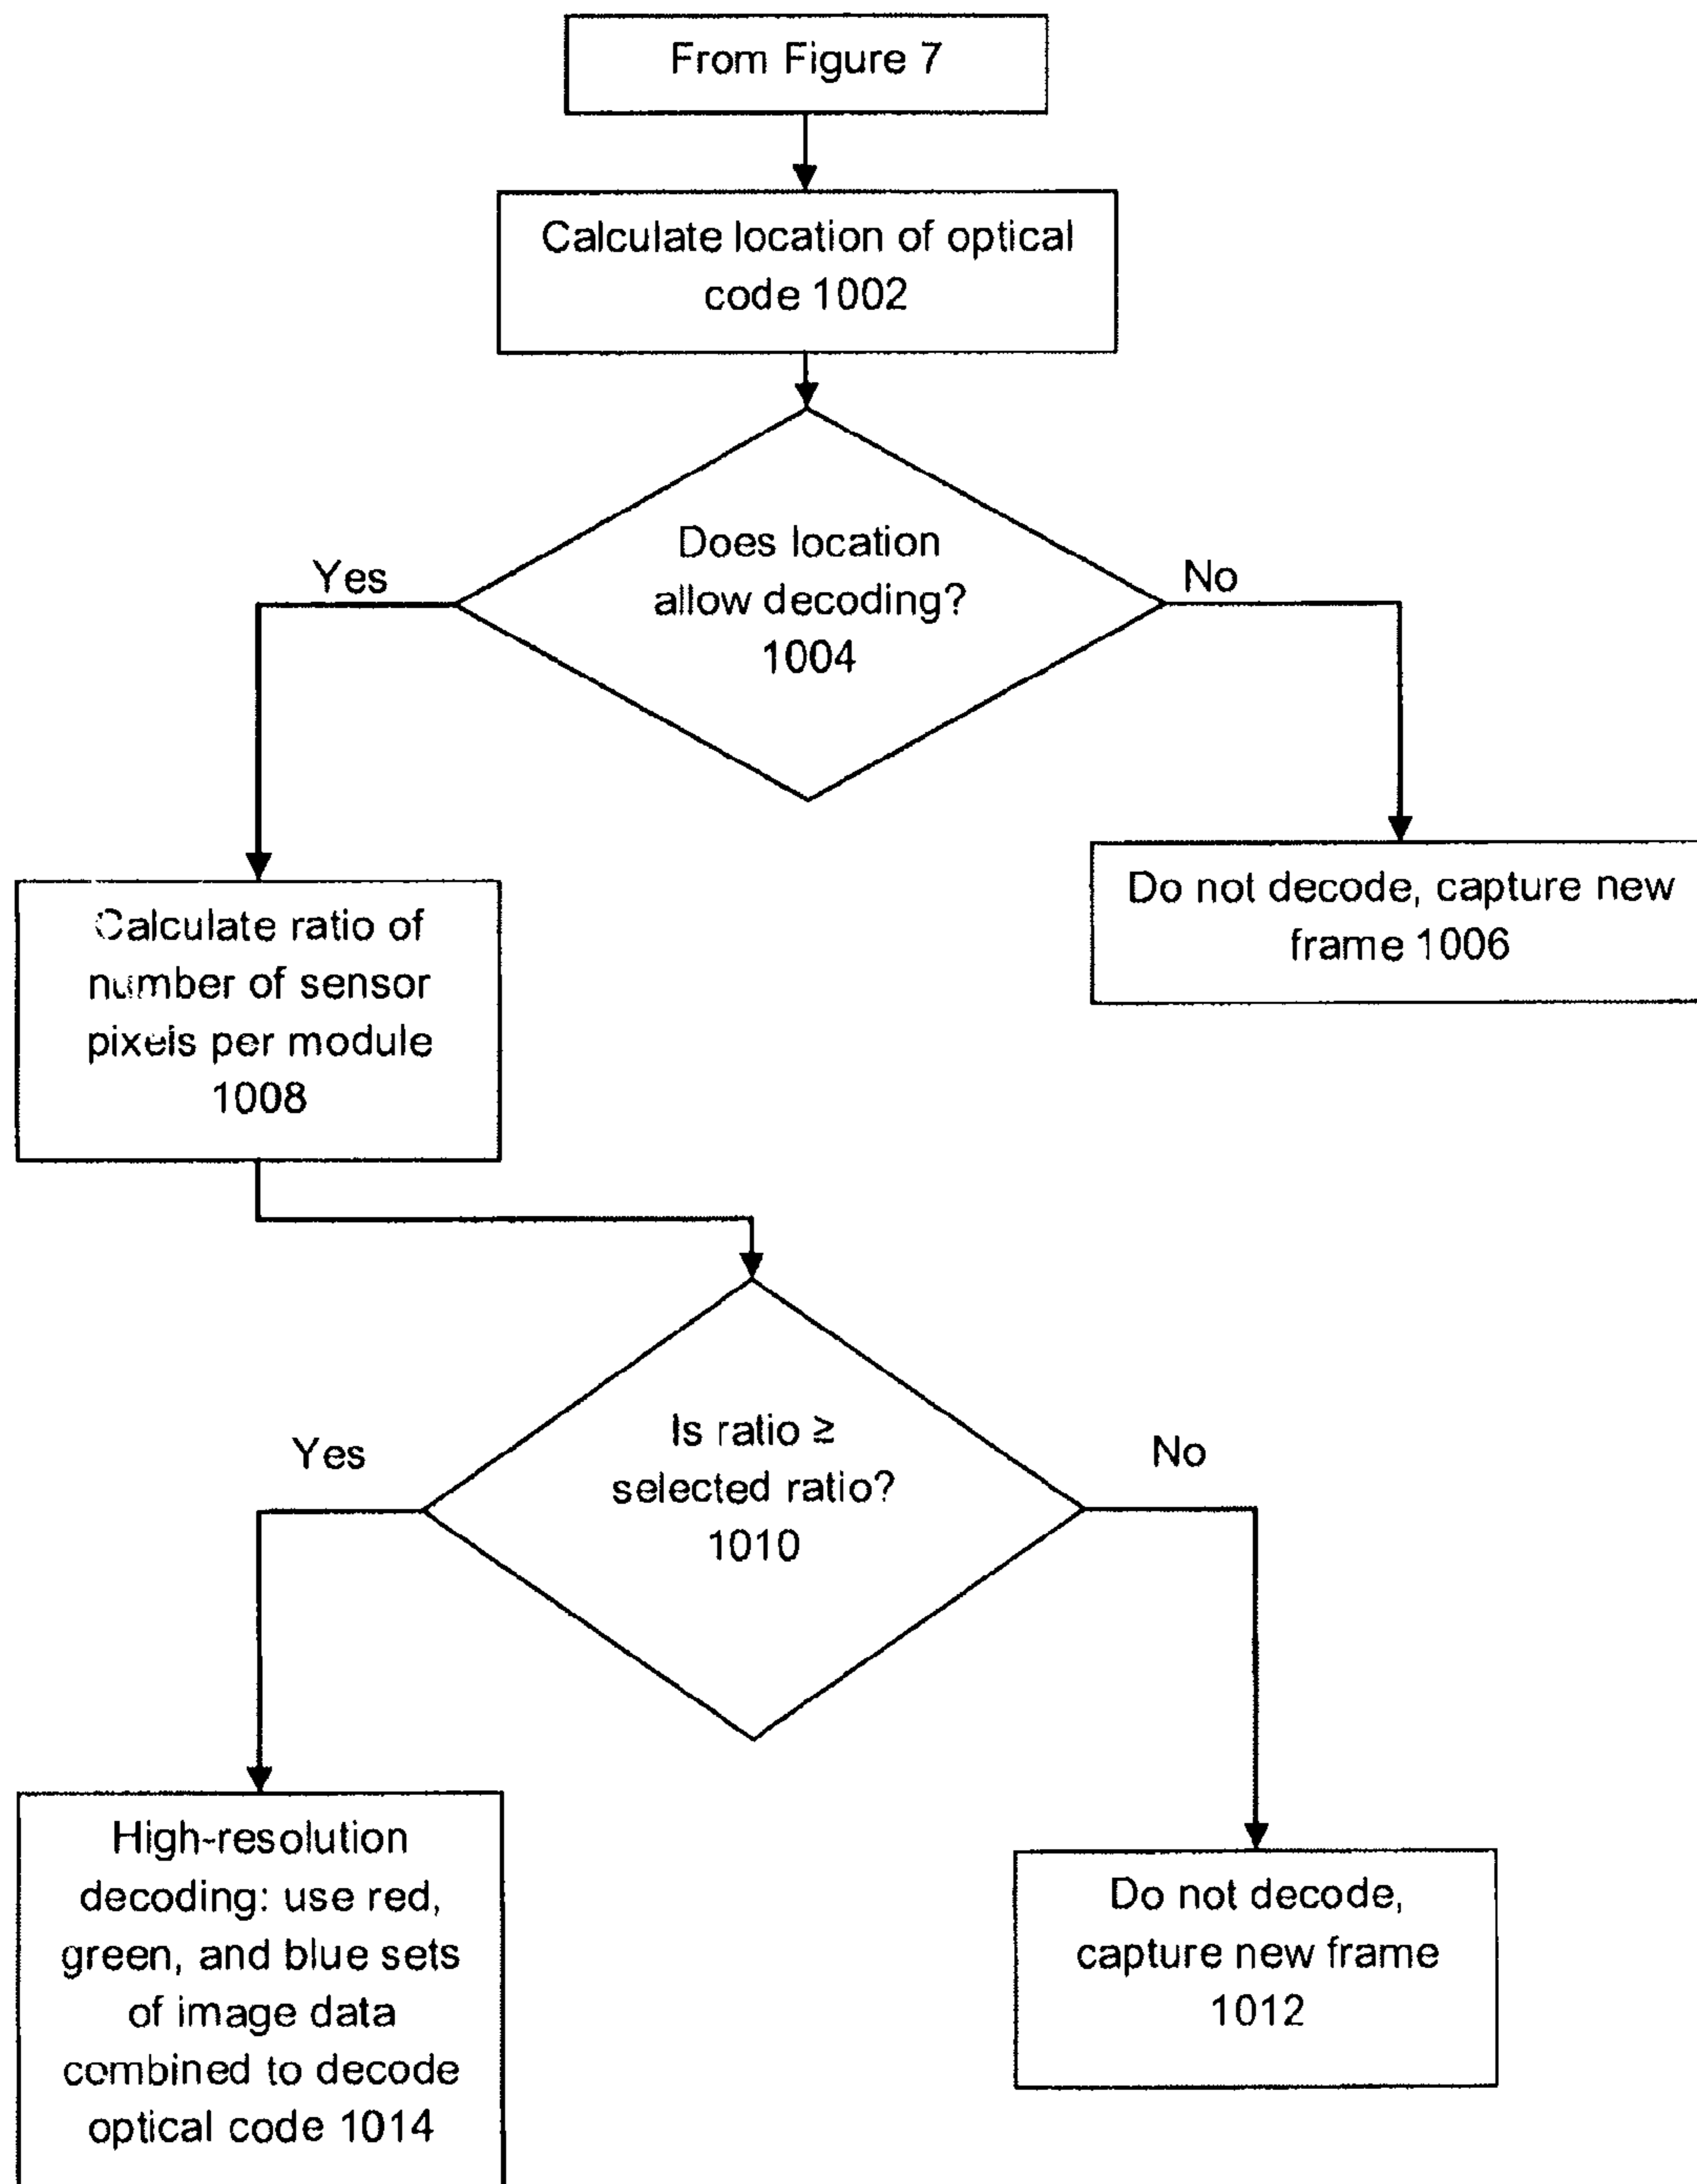 From Figure 7
Calculate location of optical
code 1002
Does location
allow decoding?
1004
Yes
No
Do not decode, capture new
frame 1006
Calculate ratio of
number of sensor
pixels per module
1008
Is ratio ≥
selected ratio?
1010
Yes
No
High-resolution
decoding: use red,
green, and blue sets
of image data
combined to decode
optical code 1014
Do not decode,
capture new frame
1012